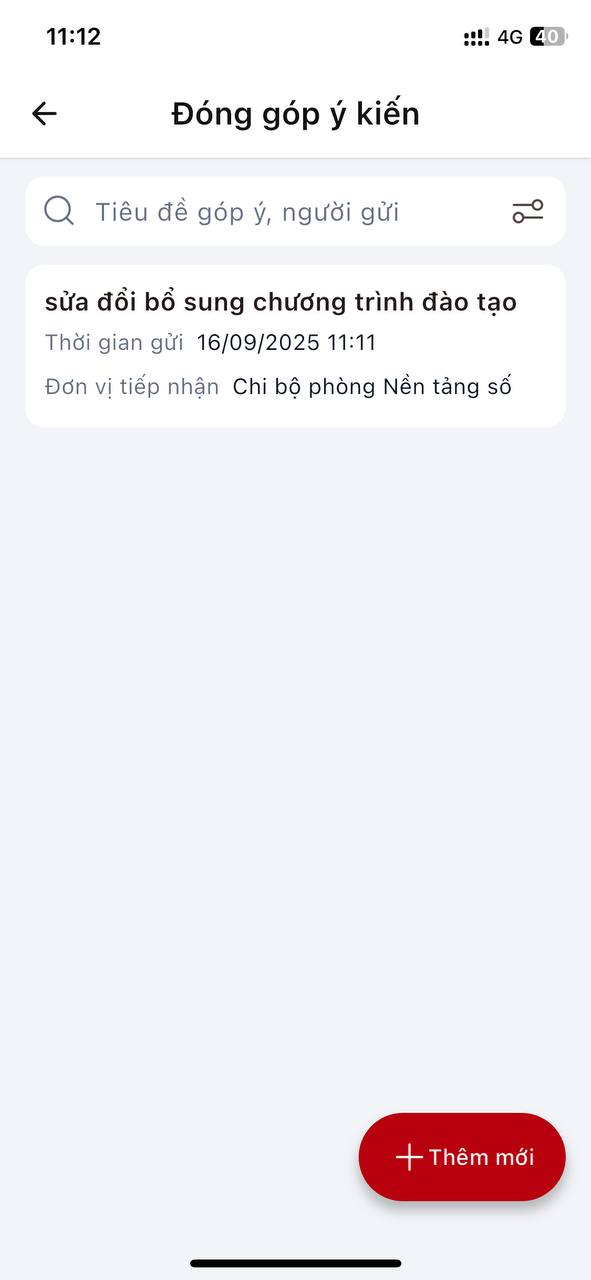 11:12
4G 40
Đóng góp ý kiến
Tiêu đề góp ý, người gửi
sửa đổi bổ sung chương trình đào tạo
Thời gian gửi 16/09/2025 11:11
Đơn vị tiếp nhận Chi bộ phòng Nền tảng số
Thêm mới